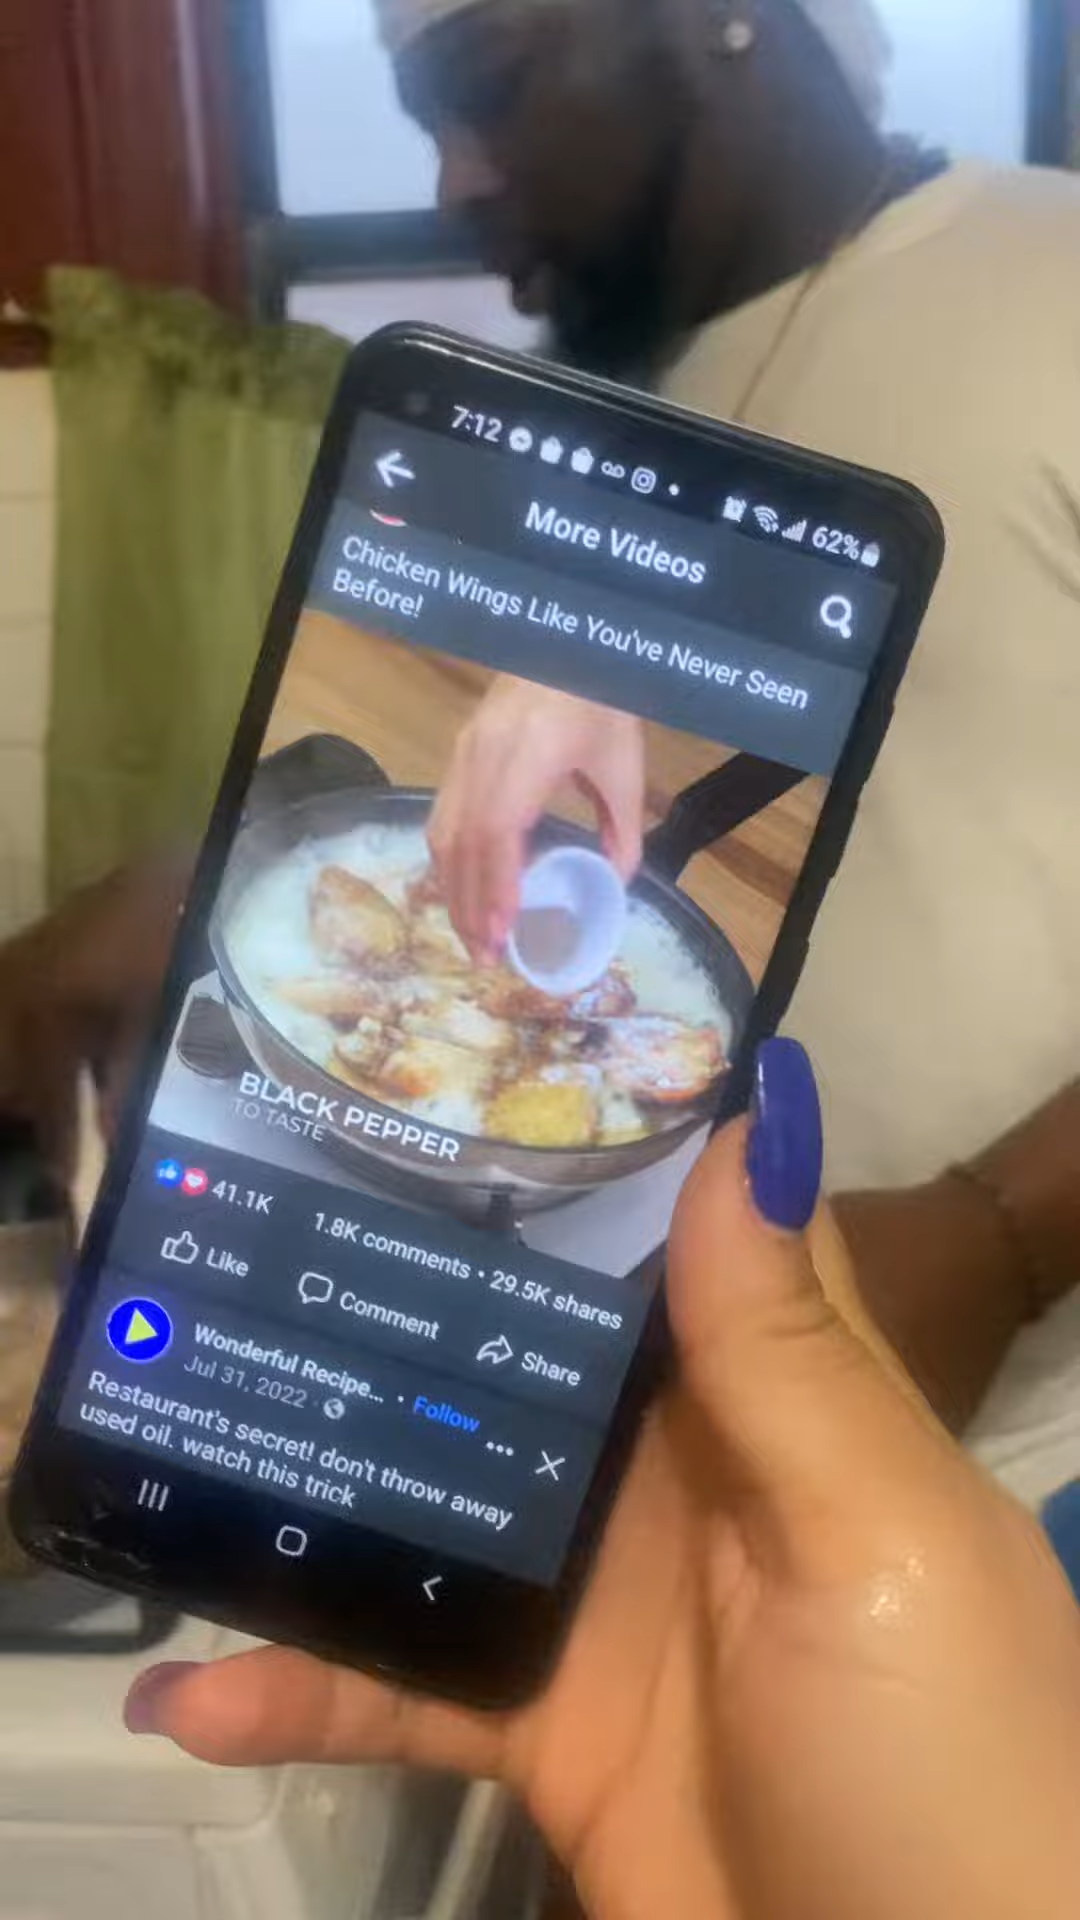 7:12
62%
More Videos
Chicken Wings Like You've Never Seen
Before!
BLACK PEPPER
TO TASTE
41.1K
1.8K comments • 29.5K shares
Like
Comment
Share
Wonderful Recipe... • Follow
Jul 31, 2022
Restaurant's secret! don't throw away
used oil. watch this trick